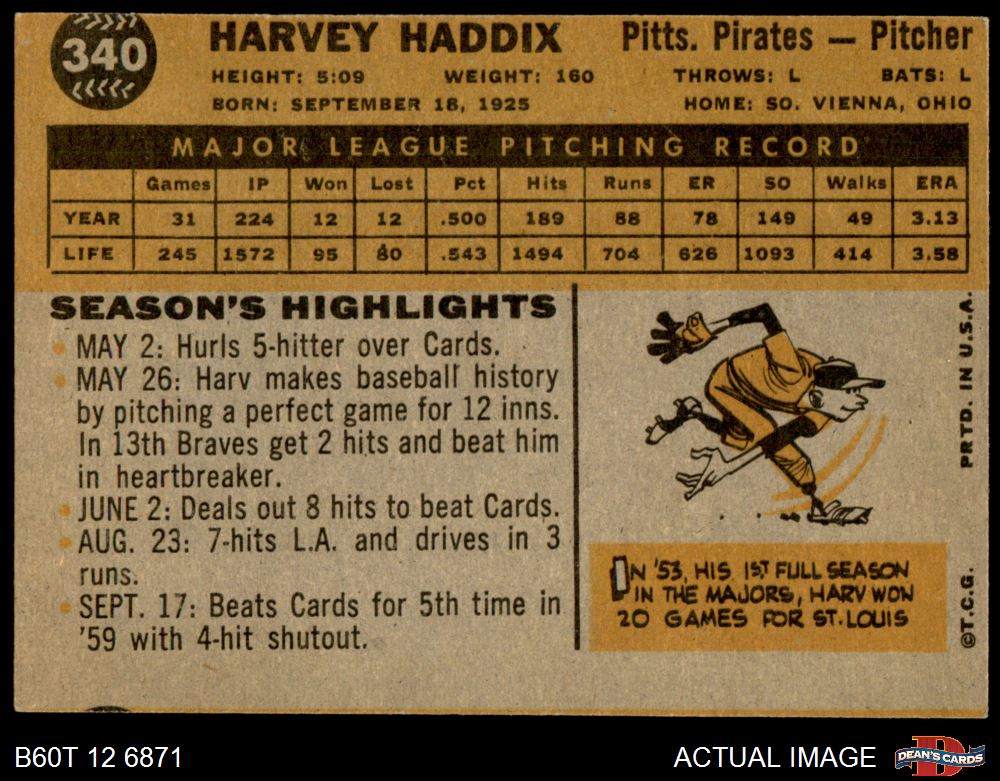 340
HARVEY HADDIX
Pitts. Pirates — Pitcher
HEIGHT: 5:09 WEIGHT: 160 THROWS: L BATS: L
BORN: SEPTEMBER 18, 1925 HOME: SO. VIENNA, OHIO
MAJOR LEAGUE PITCHING RECORD
Games IP Won Lost Pct Hits Runs ER SO Walks ERA
YEAR 31 224 12 12 .500 189 88 78 149 49 3.13
LIFE 245 1572 95 80 .543 1494 704 626 1093 414 3.58
SEASON'S HIGHLIGHTS
MAY 2: Hurls 5-hitter over Cards.
MAY 26: Harv makes baseball history
by pitching a perfect game for 12 inns.
In 13th Braves get 2 hits and beat him
in heartbreaker.
JUNE 2: Deals out 8 hits to beat Cards.
AUG. 23: 7-hits L.A. and drives in 3
runs.
SEPT. 17: Beats Cards for 5th time in
'59 with 4-hit shutout.
IN '53, HIS 1ST FULL SEASON
IN THE MAJORS, HARV WON
20 GAMES FOR ST. LOUIS
©T.C.G. PRTD. IN U.S.A.
B60T 12 6871
ACTUAL IMAGE
DEAN'S CARDS